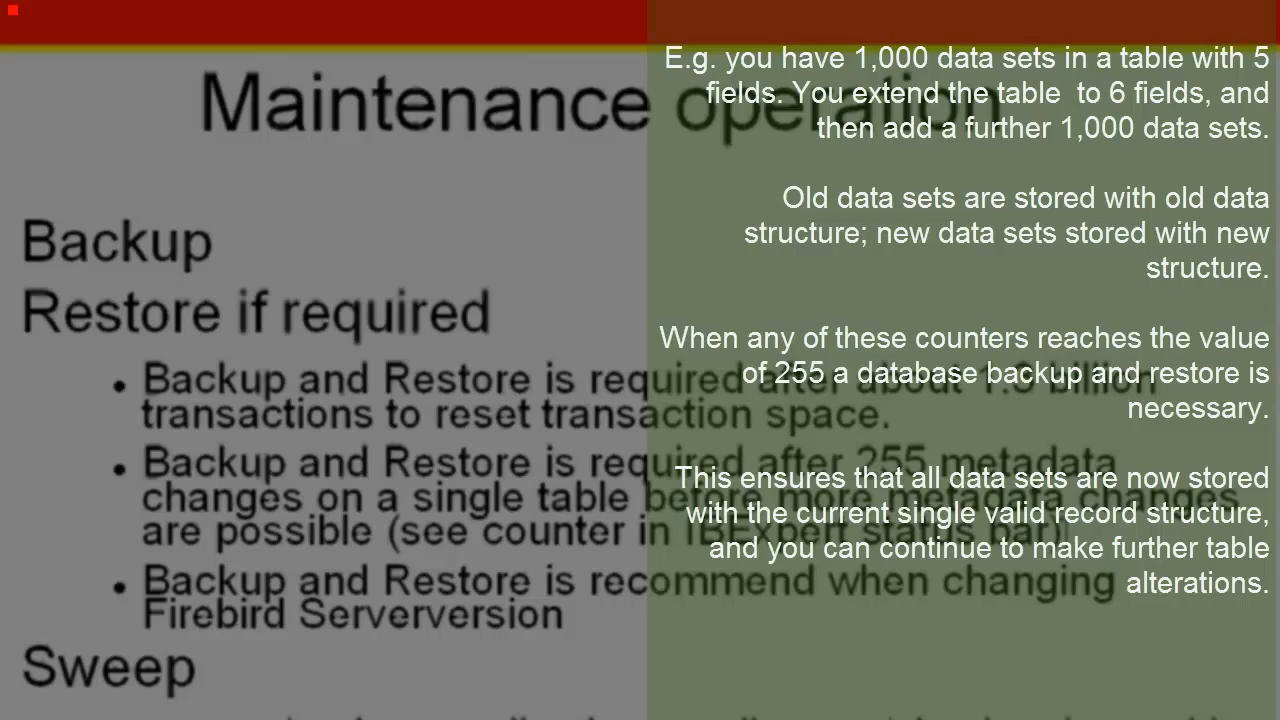 Maintenance operation
Backup
Restore if required
Backup and Restore is required after about 1.3 billion
transactions to reset transaction space.
Backup and Restore is required after 255 metadata
changes on a single table before more metadata changes
are possible (see counter in IBExpert status bar)
Backup and Restore is recommend when changing
Firebird Serverversion
Sweep
E.g. you have 1,000 data sets in a table with 5
fields. You extend the table to 6 fields, and
then add a further 1,000 data sets.
Old data sets are stored with old data
structure; new data sets stored with new
structure.
When any of these counters reaches the value
of 255 a database backup and restore is
necessary.
This ensures that all data sets are now stored
with the current single valid record structure,
and you can continue to make further table
alterations.